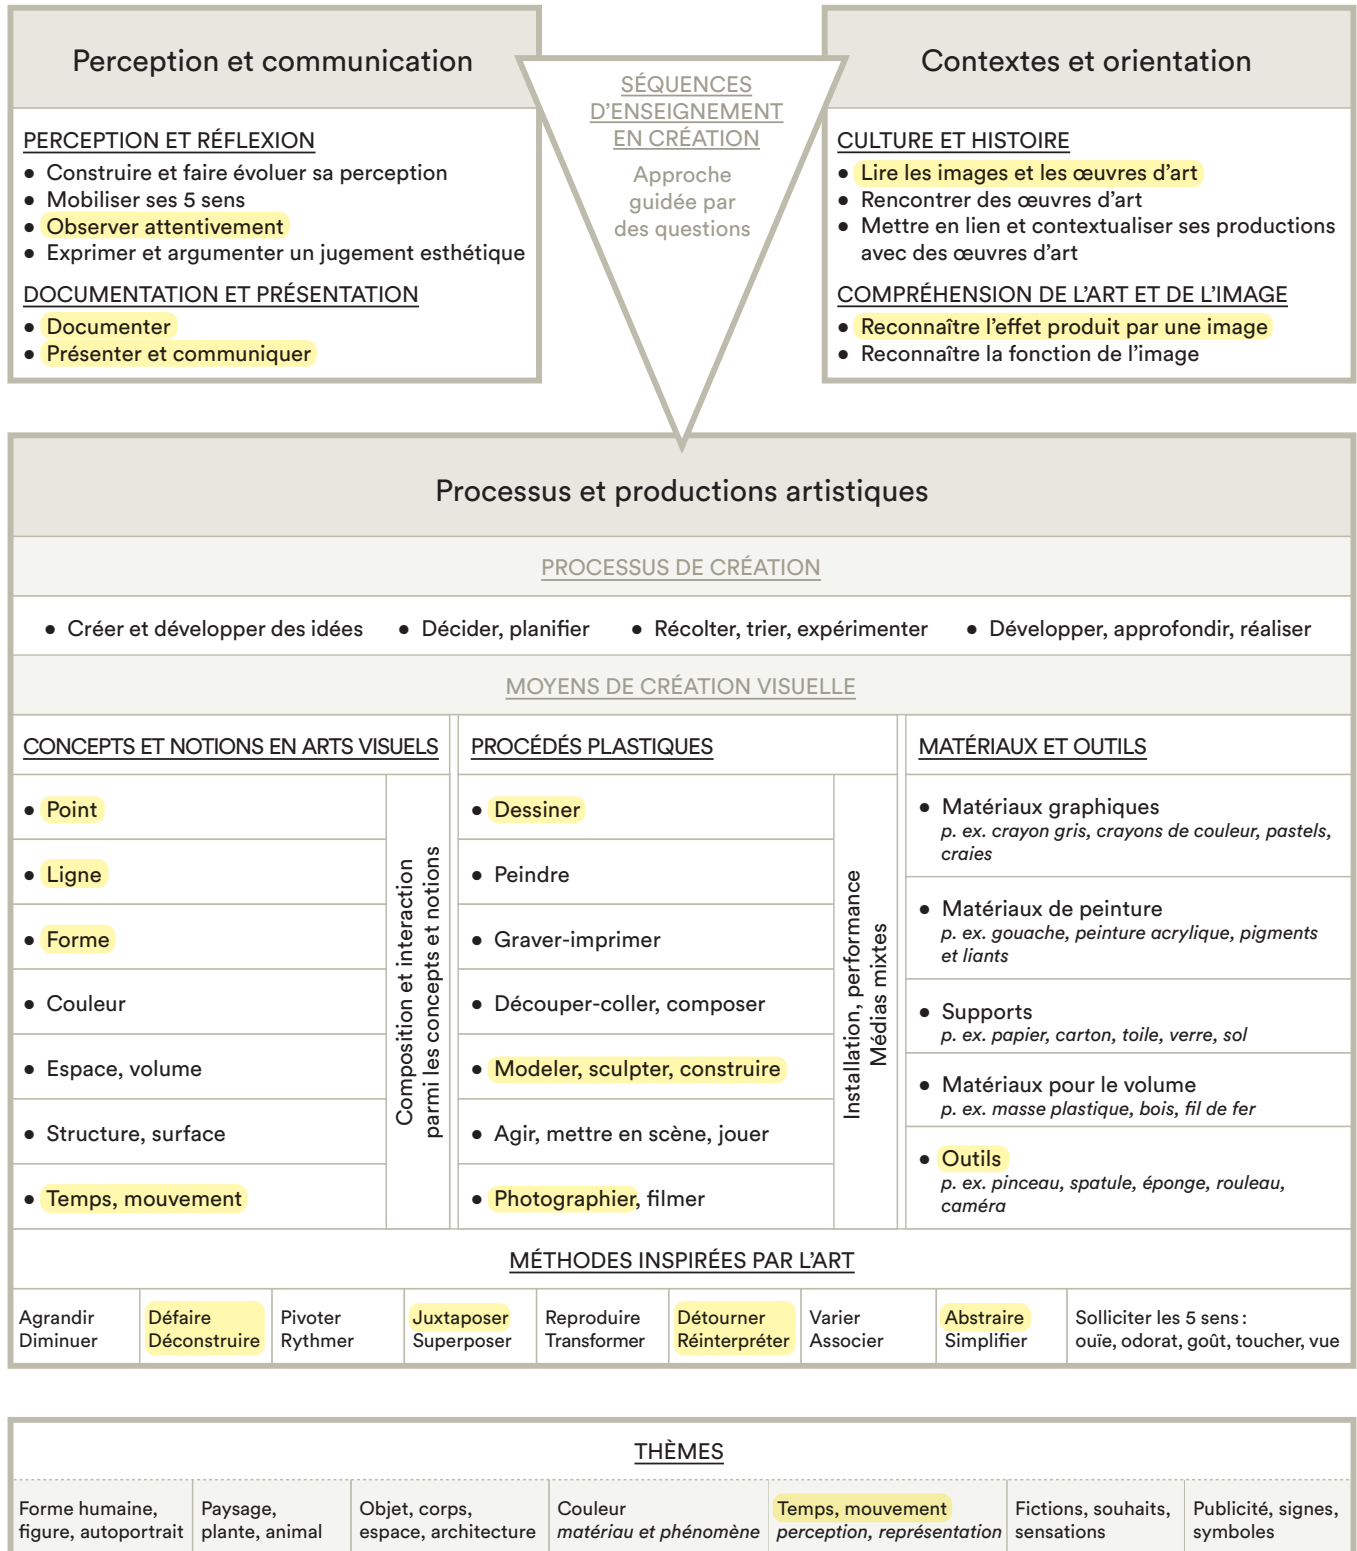 Perception et communication
PERCEPTION ET RÉFLEXION
● Construire et faire évoluer sa perception
● Mobiliser ses 5 sens
● Observer attentivement
● Exprimer et argumenter un jugement esthétique
DOCUMENTATION ET PRÉSENTATION
● Documenter
● Présenter et communiquer
SÉQUENCES
D’ENSEIGNEMENT
EN CRÉATION
Approche
guidée par
des questions
Contextes et orientation
CULTURE ET HISTOIRE
● Lire les images et les œuvres d’art
● Rencontrer des œuvres d’art
● Mettre en lien et contextualiser ses productions
avec des œuvres d’art
COMPRÉHENSION DE L’ART ET DE L’IMAGE
● Reconnaître l’effet produit par une image
● Reconnaître la fonction de l’image
Processus et productions artistiques
PROCESSUS DE CRÉATION
● Créer et développer des idées ● Décider, planifier ● Récolter, trier, expérimenter ● Développer, approfondir, réaliser
MOYENS DE CRÉATION VISUELLE
CONCEPTS ET NOTIONS EN ARTS VISUELS
● Point
● Ligne
● Forme
● Couleur
● Espace, volume
● Structure, surface
● Temps, mouvement
Composition et interaction
parmi les concepts et notions
PROCÉDÉS PLASTIQUES
● Dessiner
● Peindre
● Graver-imprimer
● Découper-coller, composer
● Modeler, sculpter, construire
● Agir, mettre en scène, jouer
● Photographier, filmer
Installation, performance
Médias mixtes
MATÉRIAUX ET OUTILS
● Matériaux graphiques
p. ex. crayon gris, crayons de couleur, pastels,
craies
● Matériaux de peinture
p. ex. gouache, peinture acrylique, pigments
et liants
● Supports
p. ex. papier, carton, toile, verre, sol
● Matériaux pour le volume
p. ex. masse plastique, bois, fil de fer
● Outils
p. ex. pinceau, spatule, éponge, rouleau,
caméra
MÉTHODES INSPIRÉES PAR L’ART
Agrandir
Diminuer
Défaire
Déconstruire
Pivoter
Rythmer
Juxtaposer
Superposer
Reproduire
Transformer
Détourner
Réinterpréter
Varier
Associer
Abstraire
Simplifier
Solliciter les 5 sens :
ouïe, odorat, goût, toucher, vue
THÈMES
Forme humaine,
figure, autoportrait
Paysage,
plante, animal
Objet, corps,
espace, architecture
Couleur
matériau et phénomène
Temps, mouvement
perception, représentation
Fictions, souhaits,
sensations
Publicité, signes,
symboles